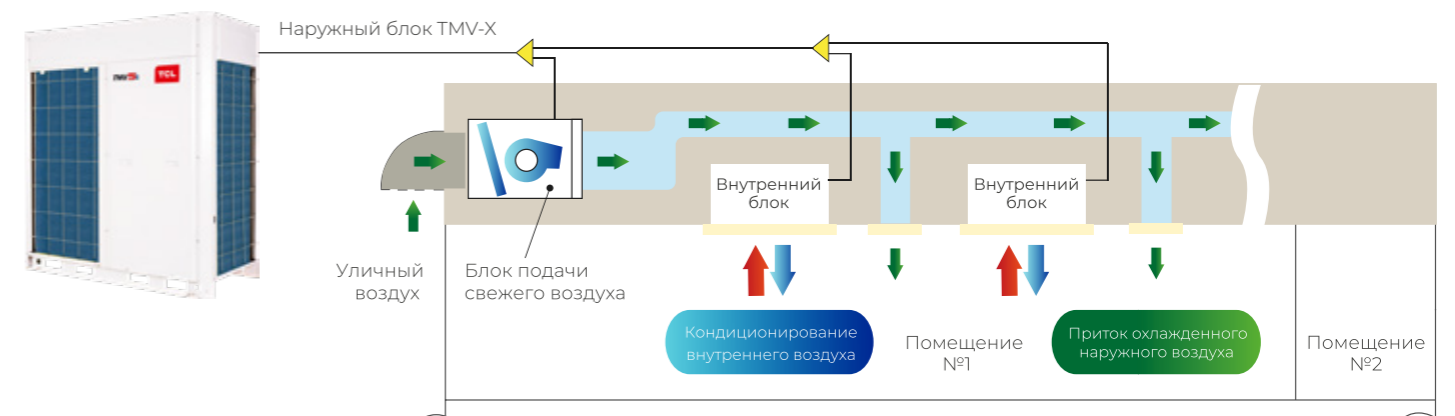 Наружный блок TMV-X
TCL
Внутренний
блок
Внутренний
блок
Уличный
воздух
Блок подачи
свежего воздуха
Кондиционирование
внутреннего воздуха
Помещение
№1
Приток охлажденного
наружного воздуха
Помещение
№2